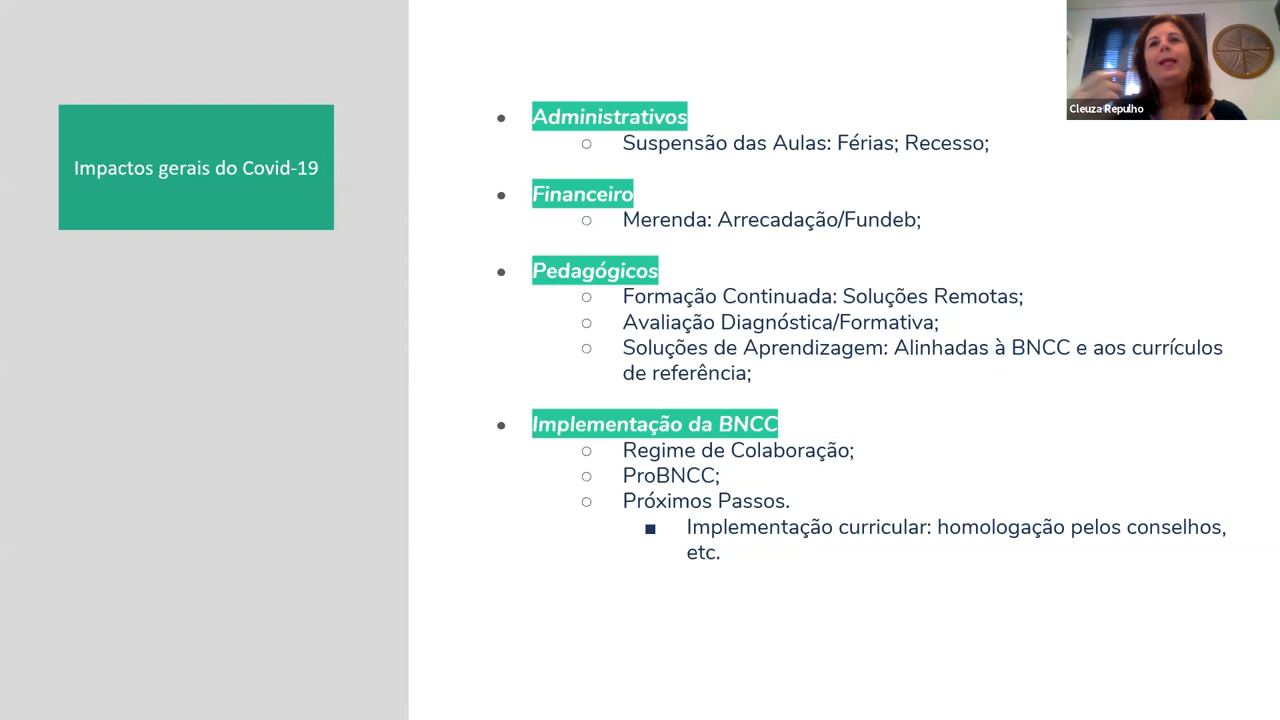 Impactos gerais do Covid-19
Administrativos
Suspensão das Aulas: Férias; Recesso;
Financeiro
Merenda: Arrecadação/Fundeb;
Pedagógicos
Formação Continuada: Soluções Remotas;
Avaliação Diagnóstica/Formativa;
Soluções de Aprendizagem: Alinhadas à BNCC e aos currículos
de referência;
Implementação da BNCC
Regime de Colaboração;
ProBNCC;
Próximos Passos.
Implementação curricular: homologação pelos conselhos,
etc.
Cleuza Repulho